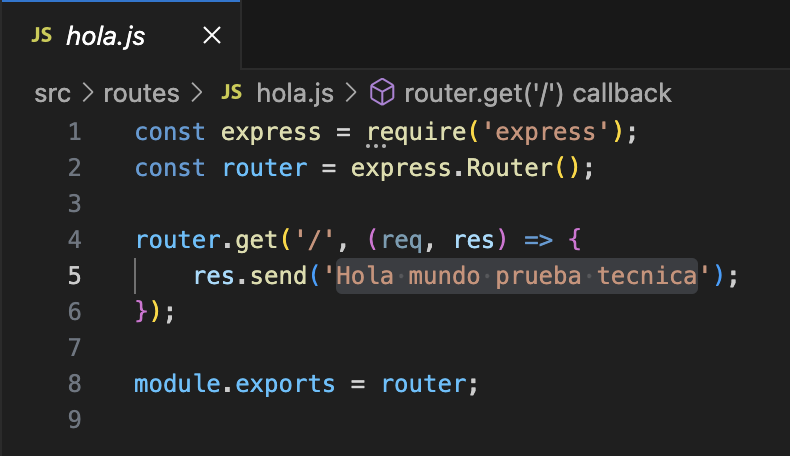 JS hola.js ×
src > routes > JS hola.js > router.get('/') callback
1 const express = require('express');
2 const router = express.Router();
3
4 router.get('/', (req, res) => {
5     res.send('Hola mundo prueba tecnica');
6 });
7
8 module.exports = router;
9